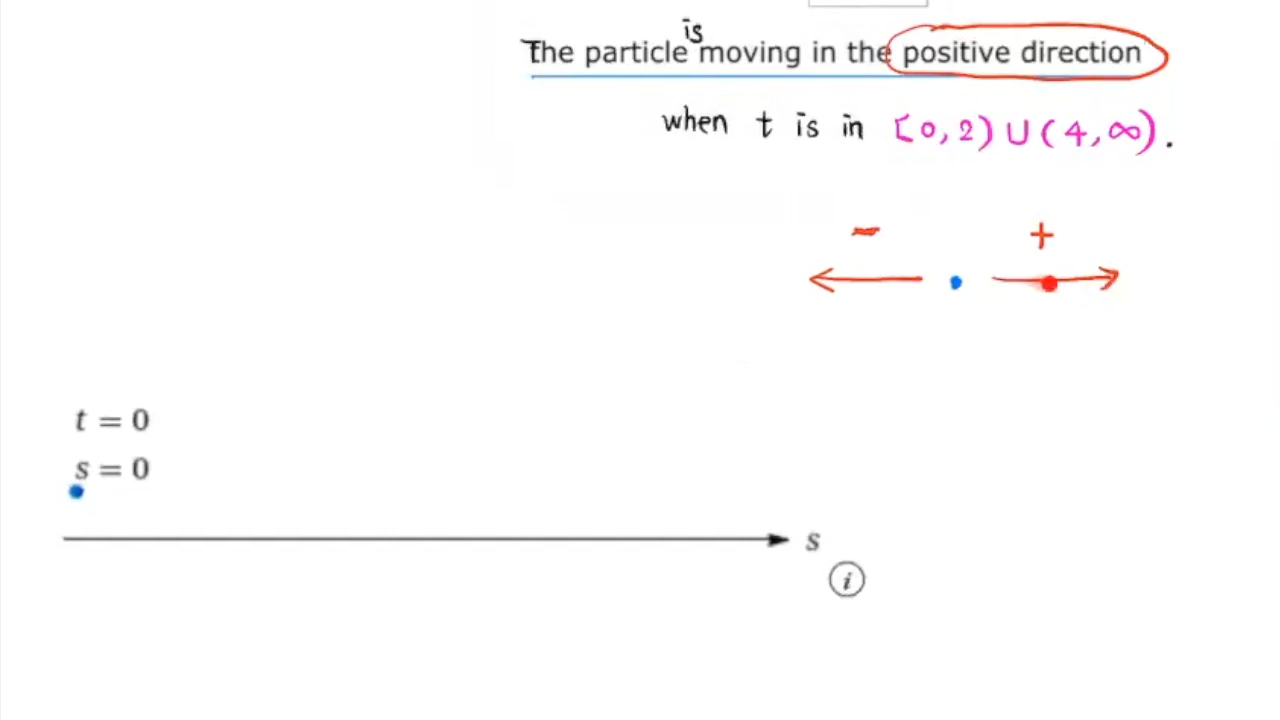 The particle is moving in the positive direction
when t is in [0, 2) ∪ (4, ∞).
- +
t = 0
s = 0
s
i